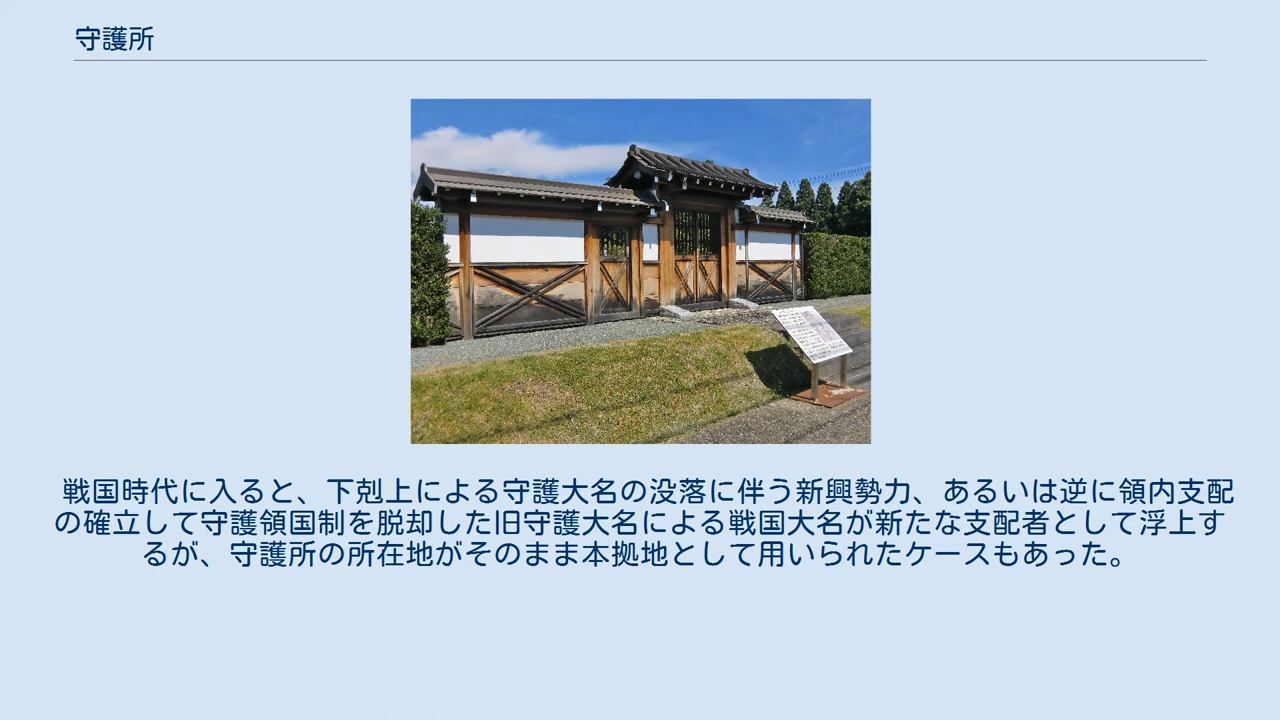 守護所
戦国時代に入ると、下剋上による守護大名の没落に伴う新興勢力、あるいは逆に領内支配
の確立して守護領国制を脱却した旧守護大名による戦国大名が新たな支配者として浮上す
るが、守護所の所在地がそのまま本拠地として用いられたケースもあった。